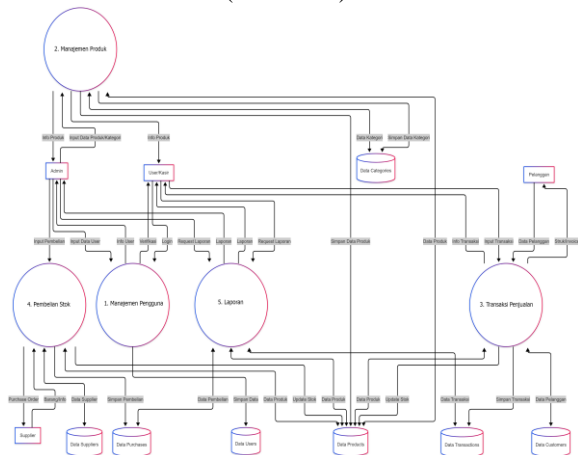 2. Manajemen Produk
Info Produk
Input Data Produk/Kategori
Info Produk
Data Kategori
Simpan Data Kategori
Admin
User/Kasir
Data Categories
Pelanggan
Input Pembelian
Input Data User
Info User
Verifikasi
Login
Request Laporan
Laporan
Laporan
Request Laporan
Simpan Data Produk
Data Produk
Info Transaksi
Input Transaksi
Data Pelanggan
4. Pembelian Stok
1. Manajemen Pengguna
5. Laporan
3. Transaksi Penjualan
Purchase Order
Data Supplier
Simpan Pembelian
Data Pembelian
Simpan Data
Data Produk
Update Stok
Data Produk
Data Produk
Update Stok
Data Transaksi
Simpan Transaksi
Data Pelanggan
Supplier
Data Suppliers
Data Purchases
Data Users
Data Products
Data Transactions
Data Customers